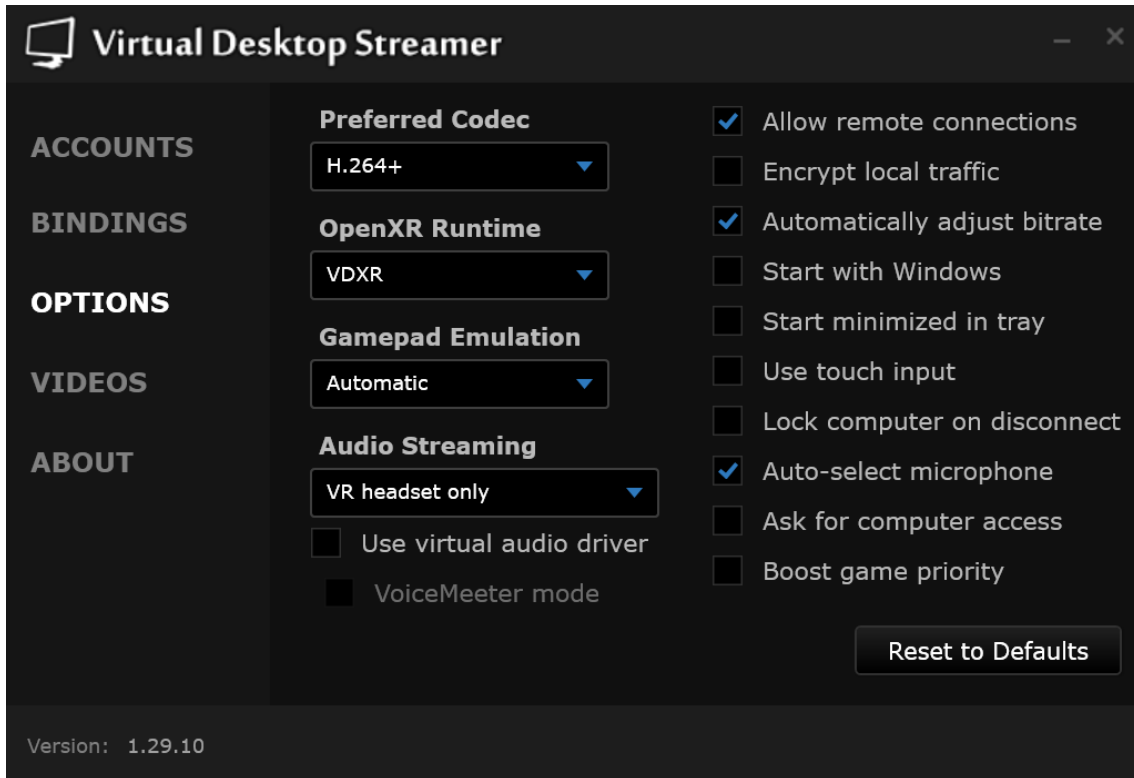 Virtual Desktop Streamer
ACCOUNTS
BINDINGS
OPTIONS
VIDEOS
ABOUT
Preferred Codec
H.264+
OpenXR Runtime
VDXR
Gamepad Emulation
Automatic
Audio Streaming
VR headset only
Use virtual audio driver
VoiceMeeter mode
Allow remote connections
Encrypt local traffic
Automatically adjust bitrate
Start with Windows
Start minimized in tray
Use touch input
Lock computer on disconnect
Auto-select microphone
Ask for computer access
Boost game priority
Reset to Defaults
Version: 1.29.10